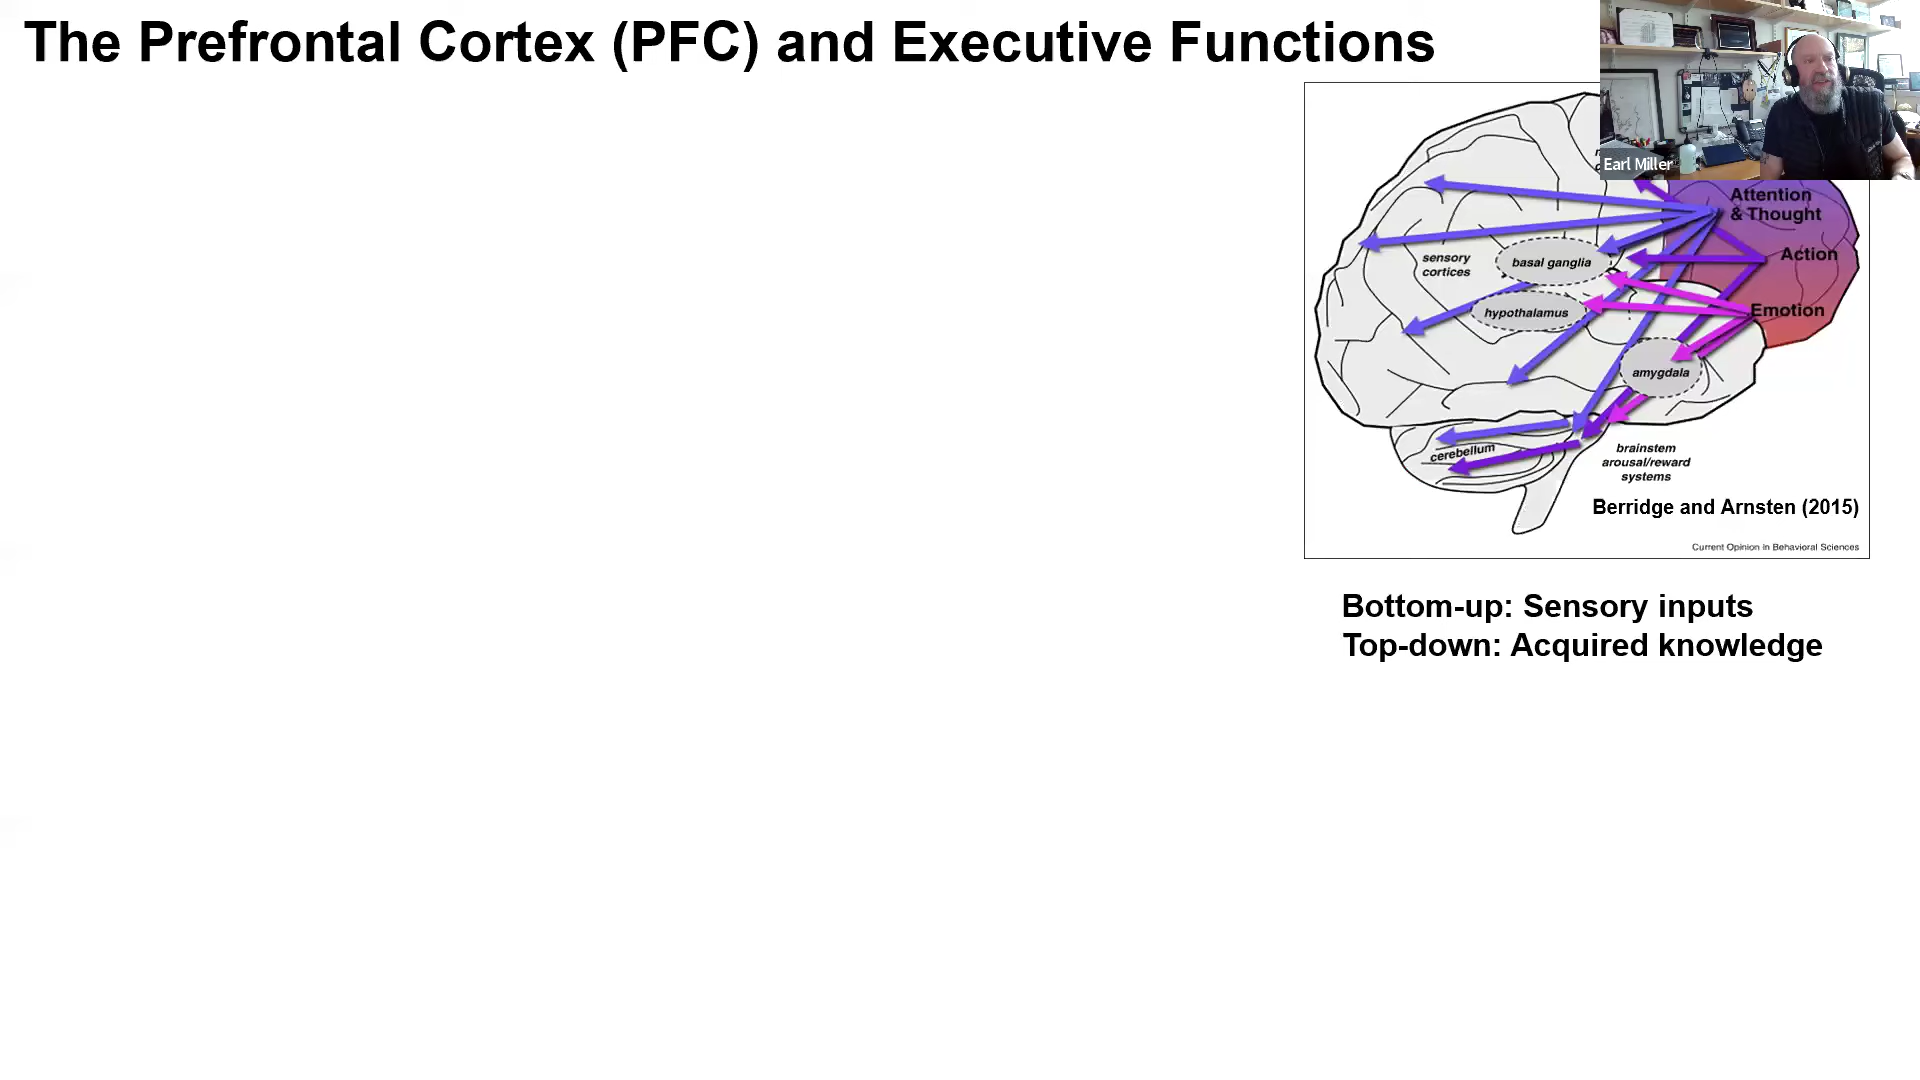 The Prefrontal Cortex (PFC) and Executive Functions
Earl Miller
Attention
& Thought
Action
Emotion
sensory
cortices
basal ganglia
hypothalamus
amygdala
cerebellum
brainstem
arousal/reward
systems
Berridge and Arnsten (2015)
Current Opinion in Behavioral Sciences
Bottom-up: Sensory inputs
Top-down: Acquired knowledge